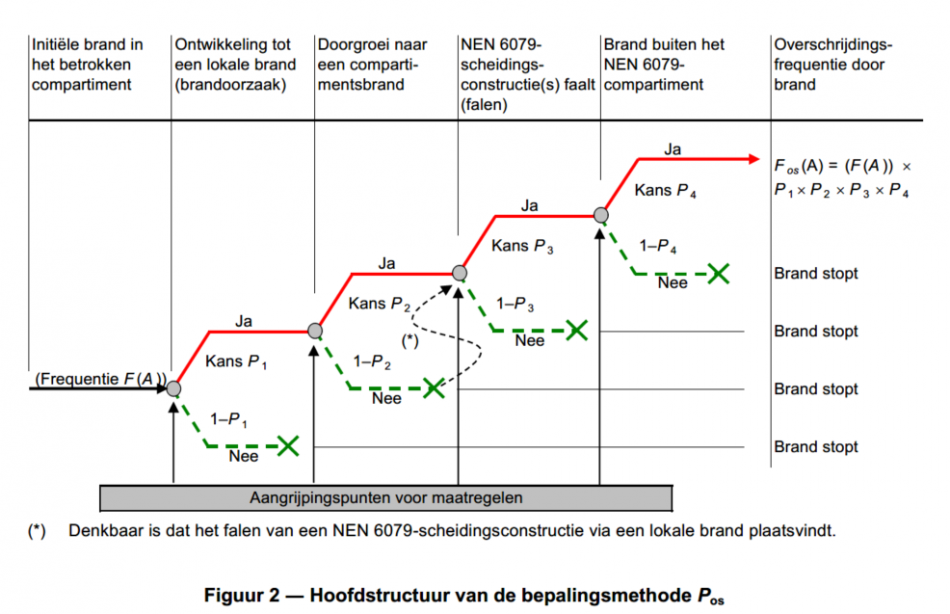 Initiële brand in
het betrokken
compartiment
Ontwikkeling tot
een lokale brand
(brandoorzaak)
Doorgroei naar
een comparti-
mentsbrand
NEN 6079-
scheidings-
constructie(s) faalt
(falen)
Brand buiten het
NEN 6079-
compartiment
Overschrijdings-
frequentie door
brand
Ja
Kans P4
F os (A) = (F(A)) ×
P1 × P2 × P3 × P4
Ja
Kans P3
1–P4
Nee
Brand stopt
Ja
Kans P2
1–P3
Nee
Brand stopt
Ja
Kans P1
(*)
1–P2
Nee
Brand stopt
(Frequentie F(A))
1–P1
Nee
Brand stopt
Aangrijpingspunten voor maatregelen
(*) Denkbaar is dat het falen van een NEN 6079-scheidingsconstructie via een lokale brand plaatsvindt.
Figuur 2 — Hoofdstructuur van de bepalingsmethode Pos